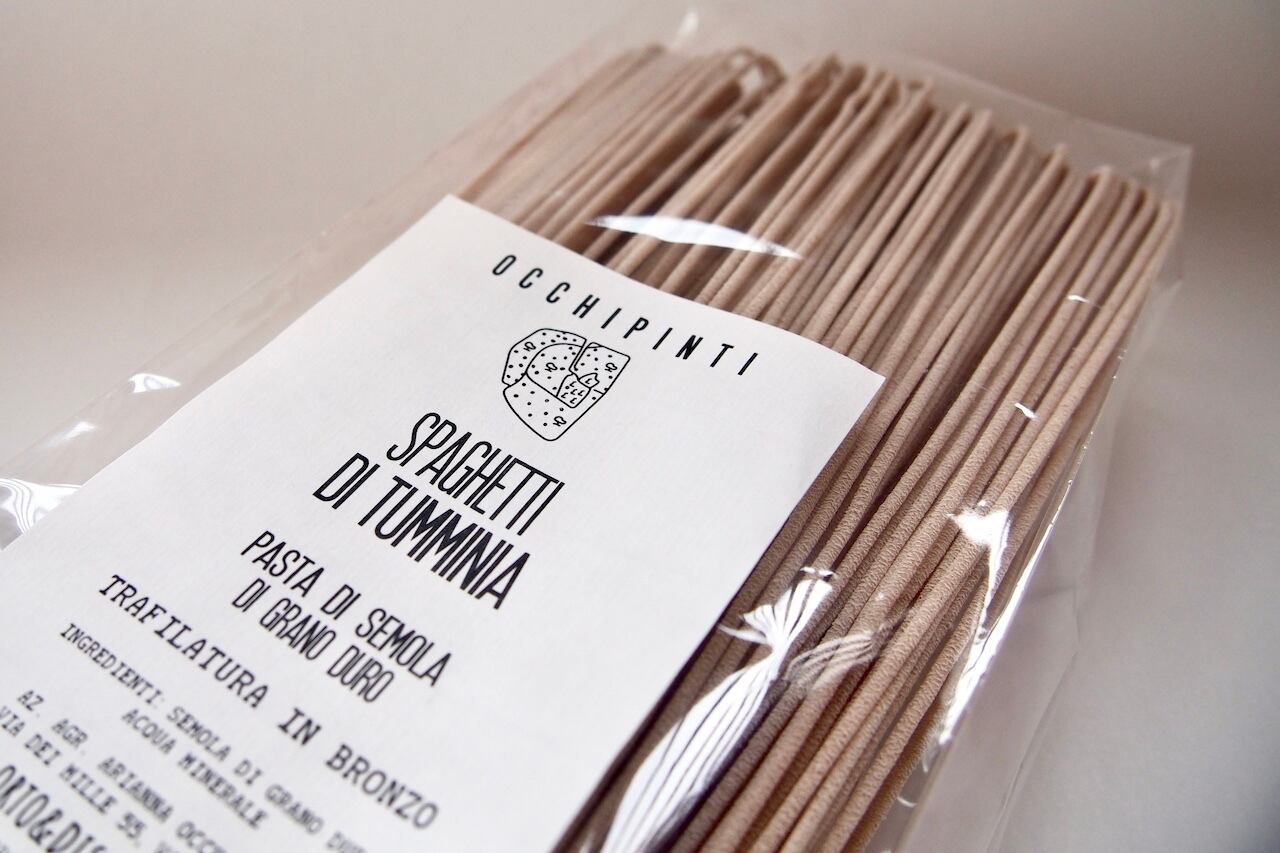 OCCHIPINTI
SPAGHETTI
DI TUMMINIA
PASTA DI SEMOLA
DI GRANO DURO
TRAFILATURA IN BRONZO
INGREDIENTI: SEMOLA DI GRANO
ACQUA MINERALE
AZ. AGR. ARIANNA
VIA DEI MILLE 55,